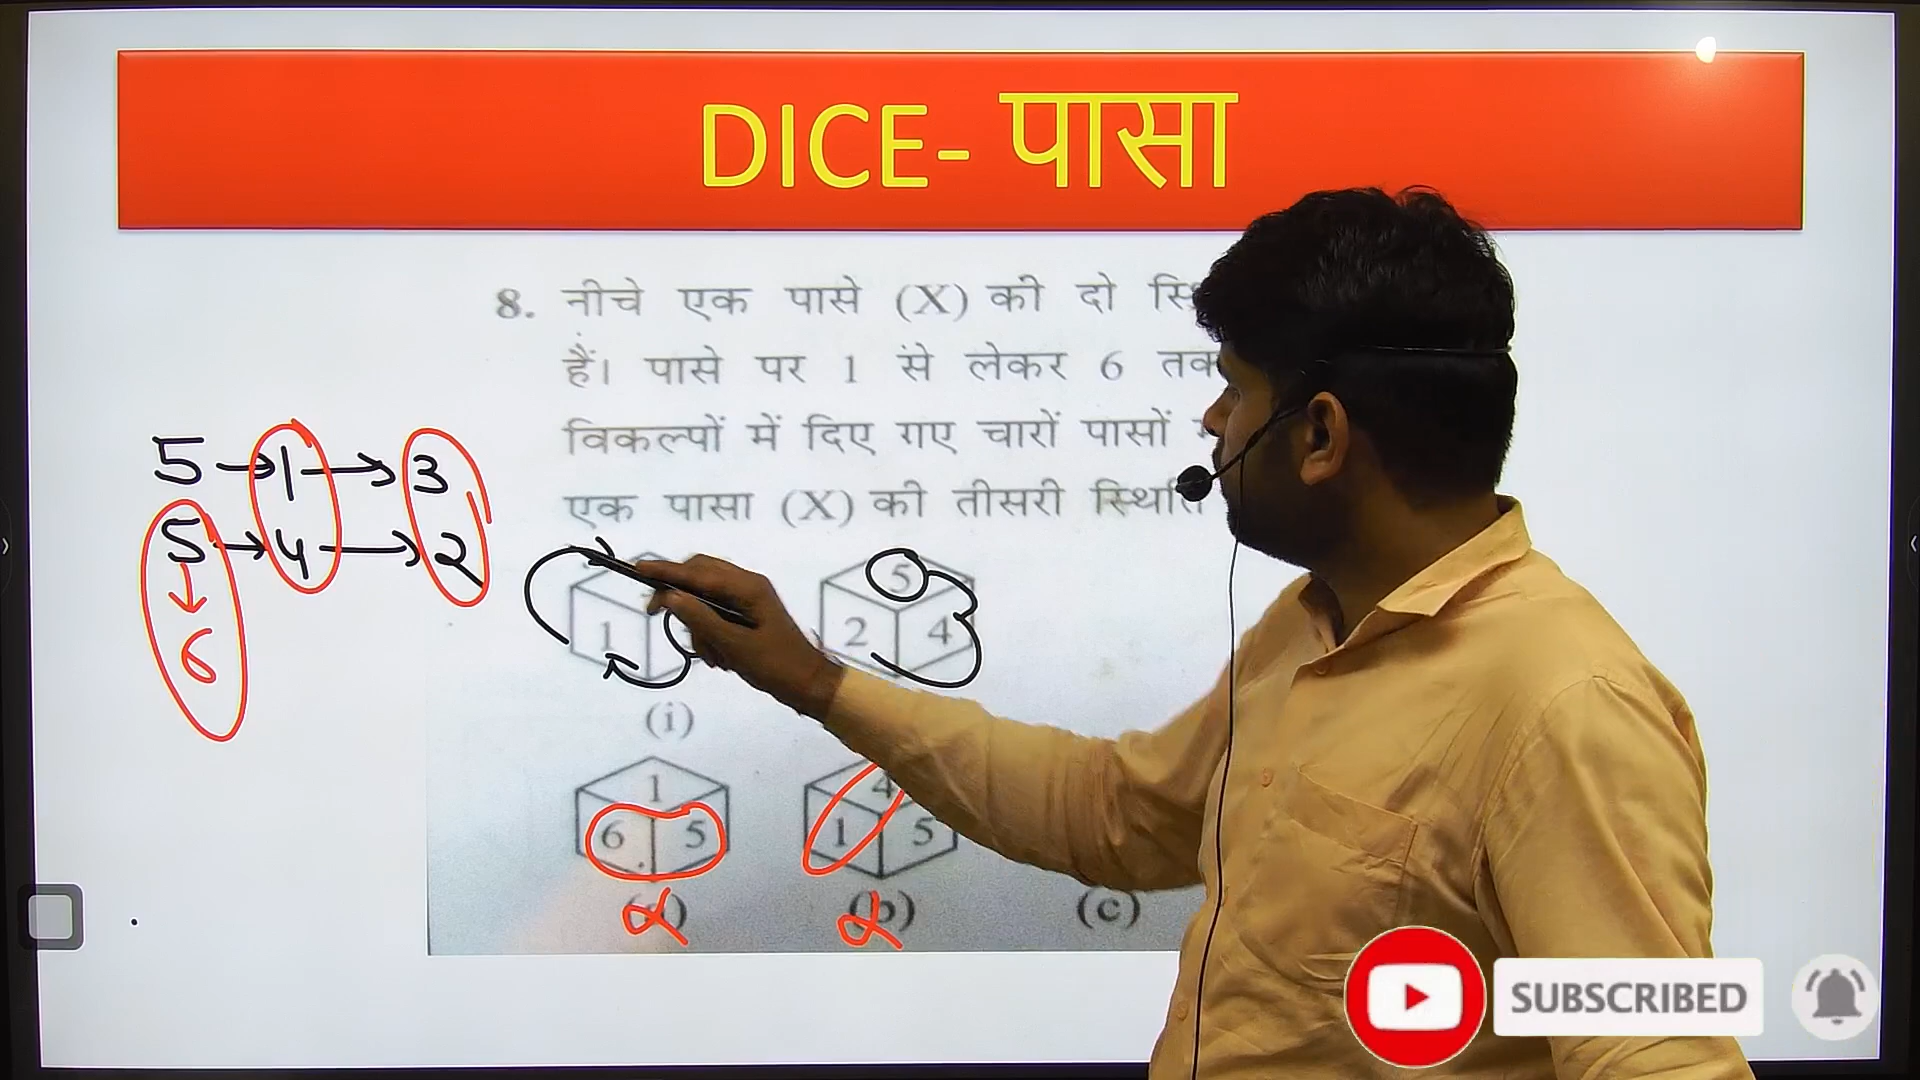 DICE- पासा
8. नीचे एक पासे (X) की दो
हैं। पासे पर 1 से लेकर 6 तक
विकल्पों में दिए गए चारों पासों
एक पासा (X) की तीसरी स्थिति
5 → 1 → 3
5 → 4 → 2
↓
6
1
5
2 4
(i)
1
6 5
4
1 5
(b) (c)
SUBSCRIBED